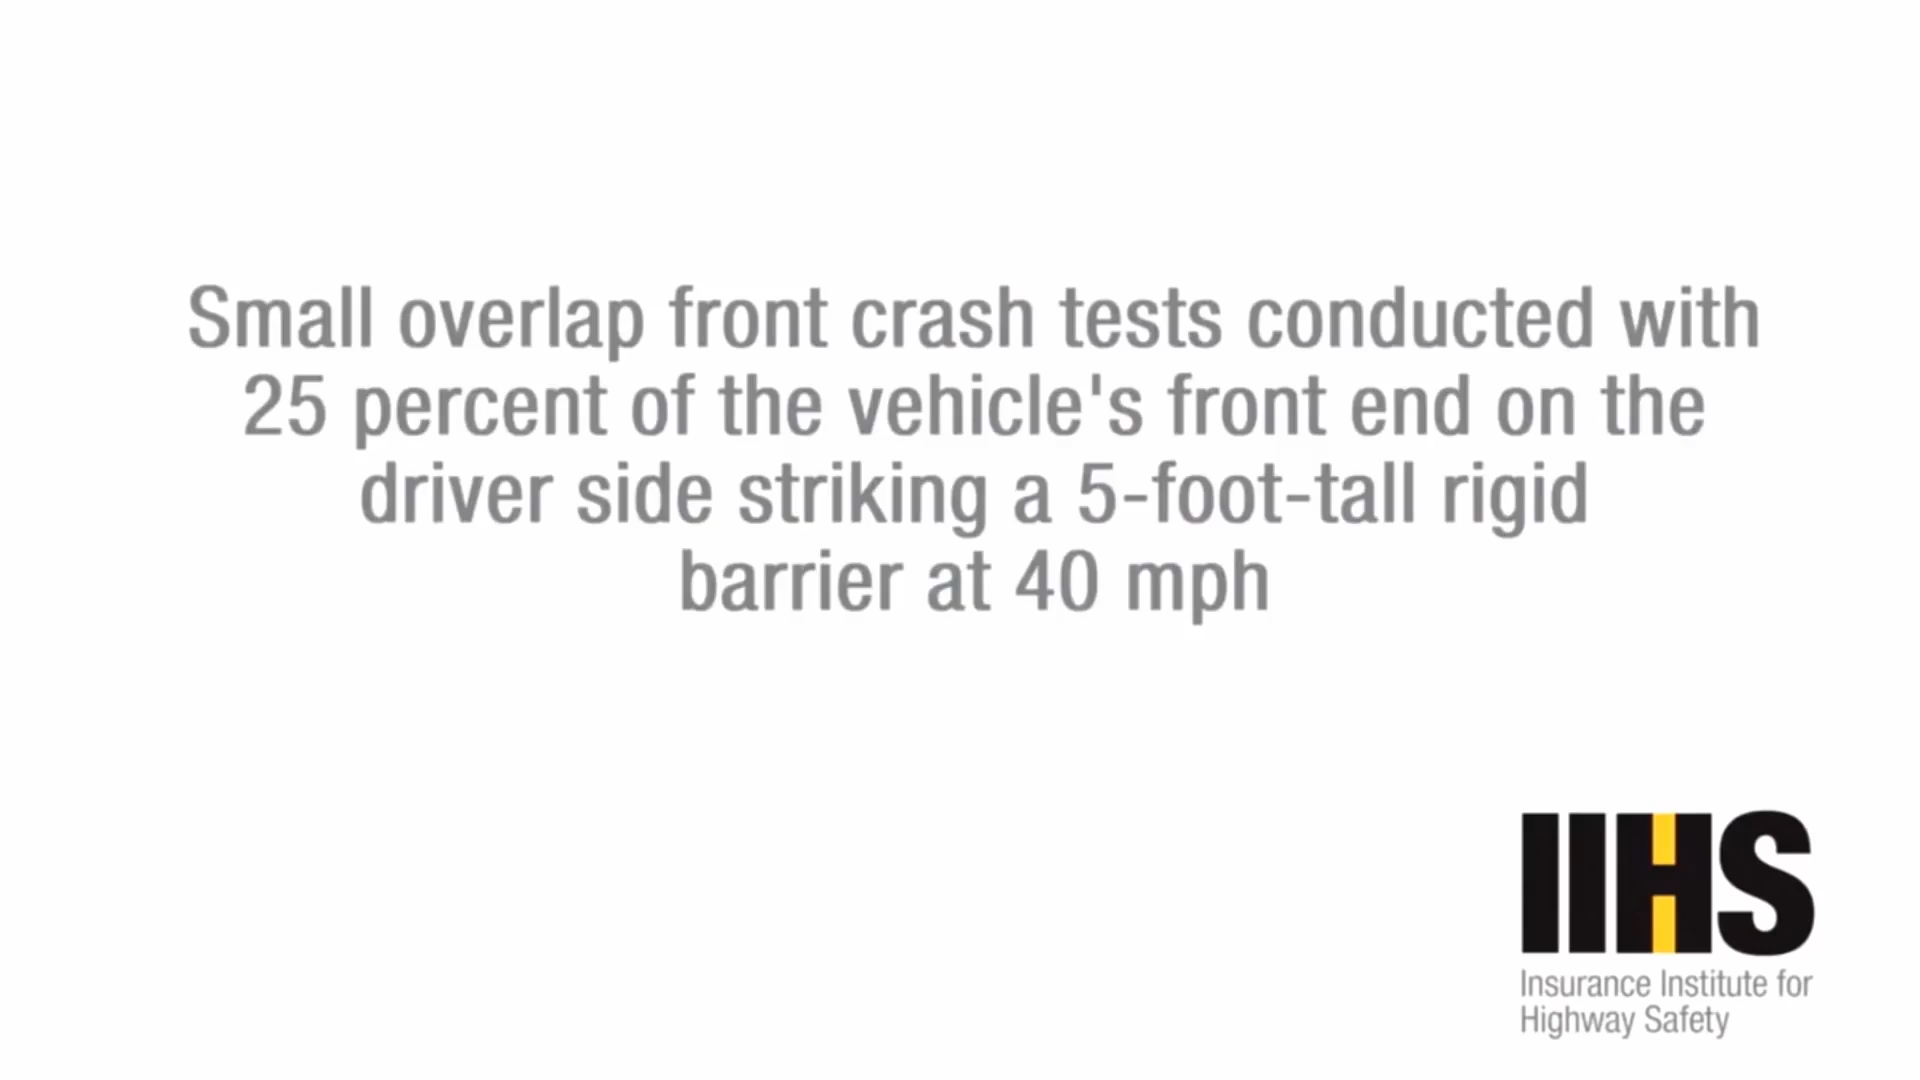 Small overlap front crash tests conducted with
25 percent of the vehicle's front end on the
driver side striking a 5-foot-tall rigid
barrier at 40 mph
IIHS
Insurance Institute for
Highway Safety